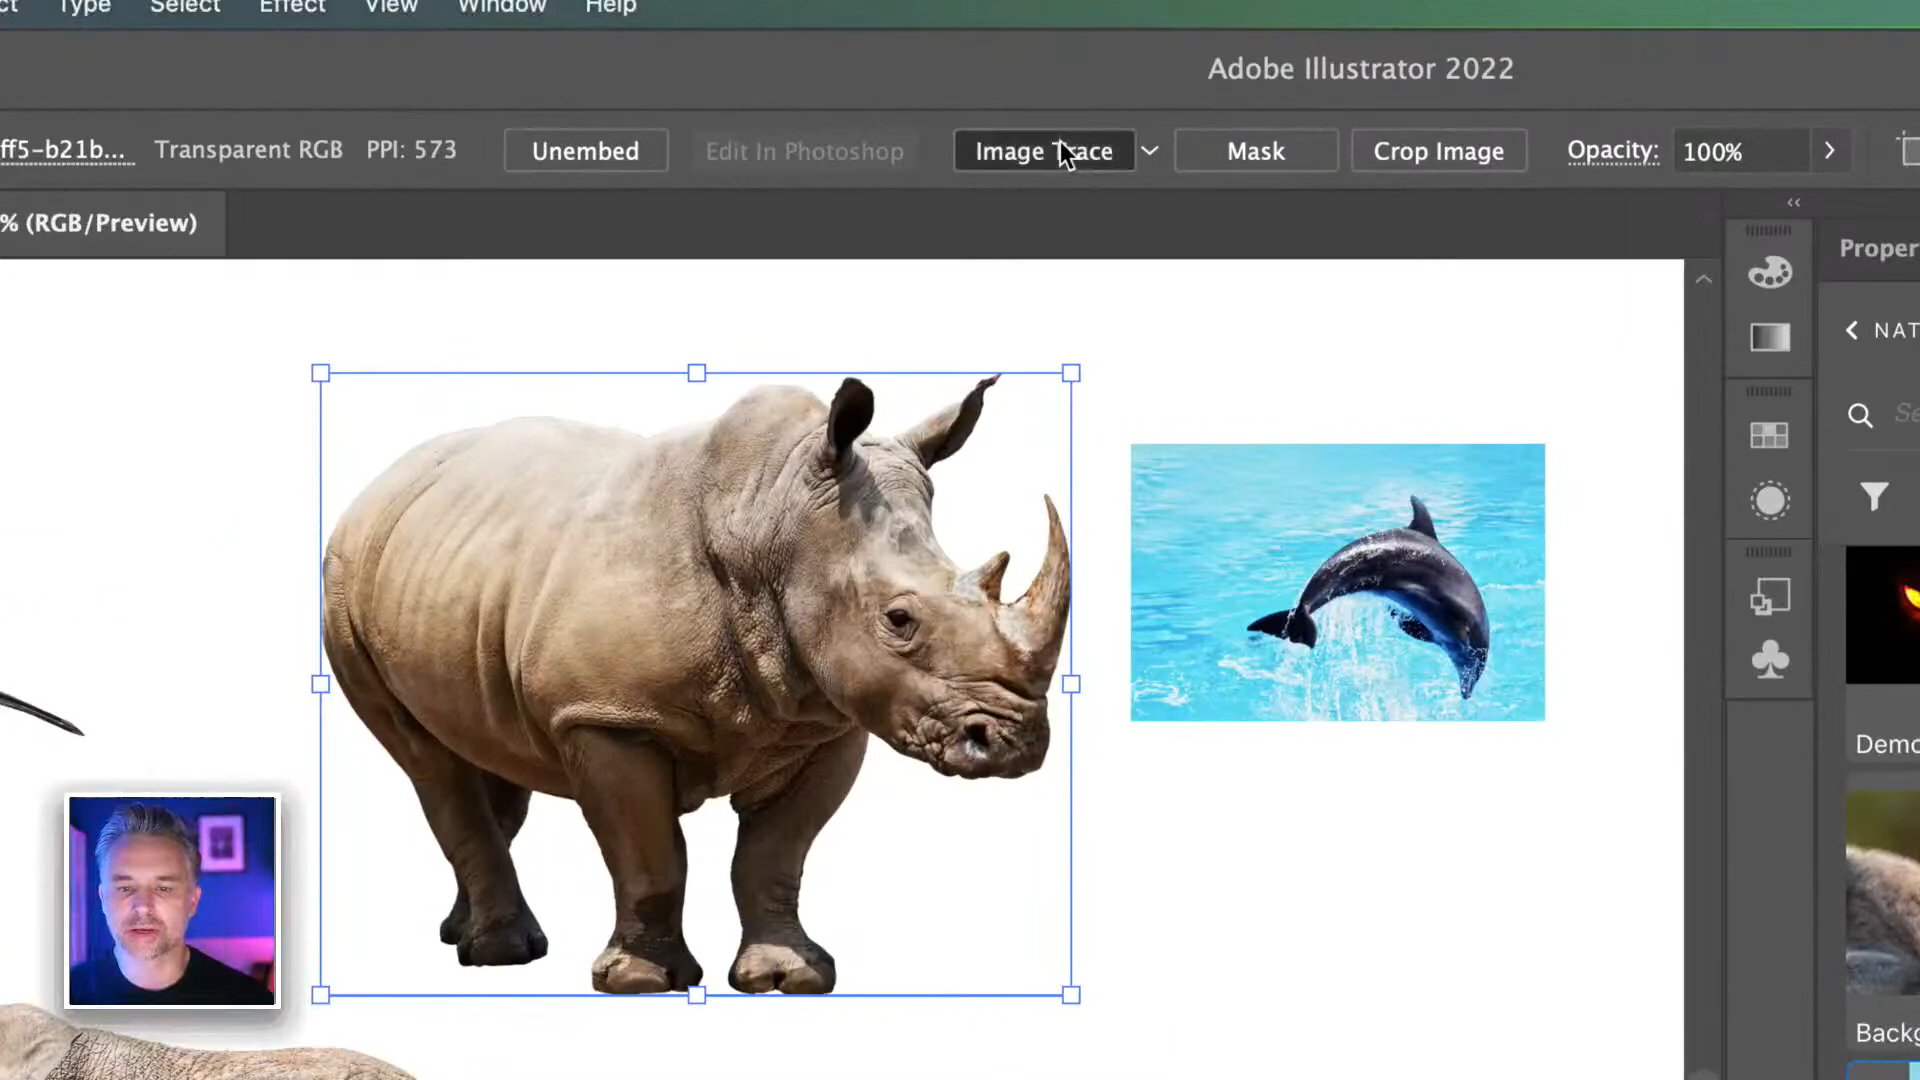 ct Type Select Effect View Window Help
Adobe Illustrator 2022
ff5-b21b... Transparent RGB PPI: 573 Unembed Edit In Photoshop Image Trace Mask Crop Image Opacity: 100%
% (RGB/Preview)
Proper
NAT
Se
Demo
Backg